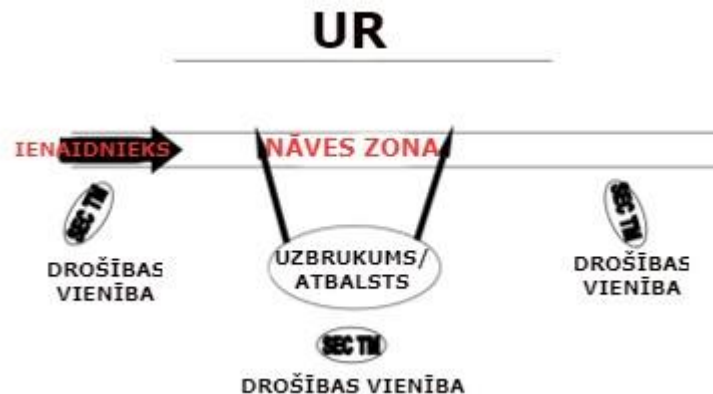 UR
IENAIDNIEKS
NĀVES ZONA
SEC TM
DROŠĪBAS
VIENĪBA
UZBRUKUMS/
ATBALSTS
SEC TM
DROŠĪBAS
VIENĪBA
SEC TM
DROŠĪBAS VIENĪBA